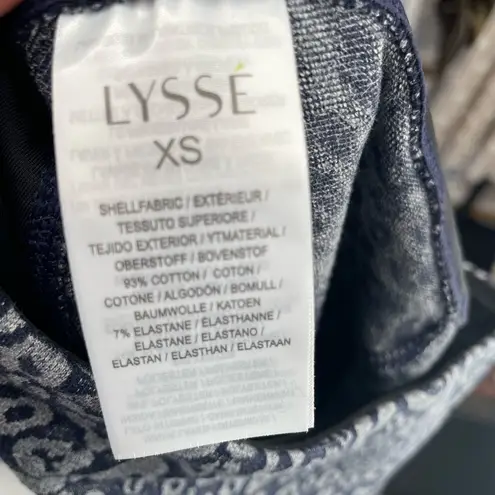 LYSSÉ
XS
SHELLFABRIC / EXTÉRIEUR /
TESSUTO SUPERIORE /
TEJIDO EXTERIOR / YTMATERIAL /
OBERSTOFF / BOVENSTOF
93% COTTON / COTON /
COTONE / ALGODÓN / BOMULL /
BAUMWOLLE / KATOEN
7% ELASTANE / ÉLASTHANNE /
ELASTANE / ELASTANO /
ELASTAN / ELASTHAN / ELASTAAN